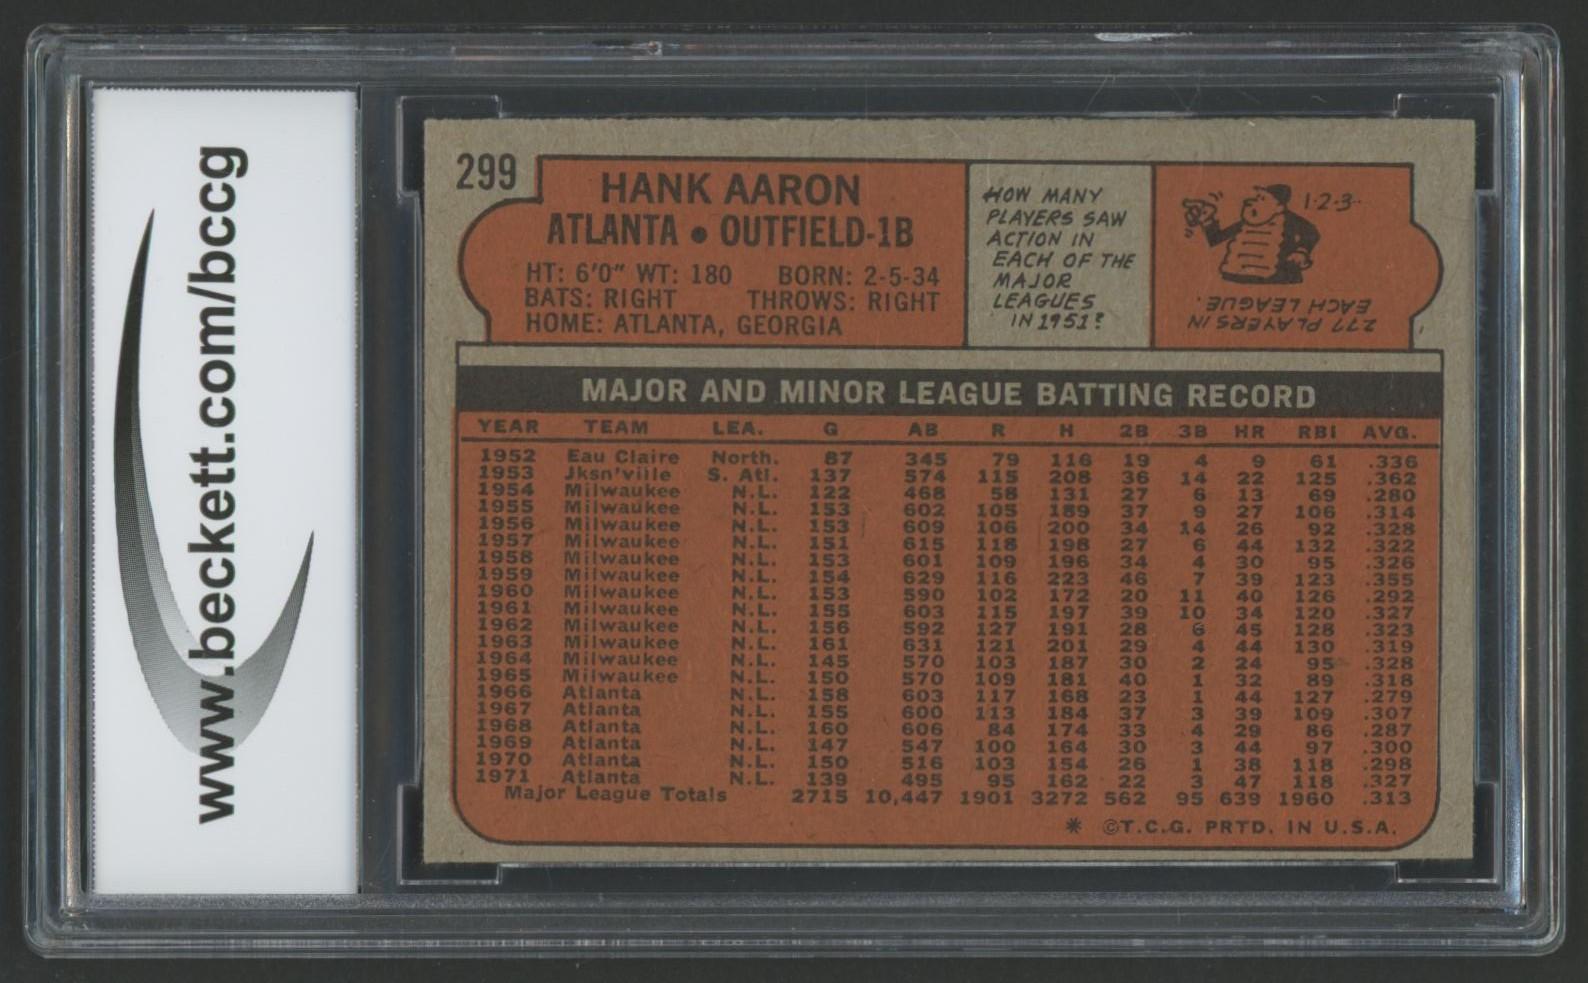 www.beckett.com/bccg
299
HANK AARON
ATLANTA • OUTFIELD-1B
HT: 6'0" WT: 180 BORN: 2-5-34
BATS: RIGHT THROWS: RIGHT
HOME: ATLANTA, GEORGIA
HOW MANY
PLAYERS SAW
ACTION IN
EACH OF THE
MAJOR
LEAGUES
IN 1951?
1-2-3-
277 PLAYERS IN
EACH LEAGUE.
MAJOR AND MINOR LEAGUE BATTING RECORD
YEAR TEAM LEA. G AB R H 2B 3B HR RBI AVG.
1952 Eau Claire North. 87 345 79 116 19 4 9 61 .336
1953 Jksn'ville S. Atl. 137 574 115 208 36 14 22 125 .362
1954 Milwaukee N.L. 122 468 58 131 27 6 13 69 .280
1955 Milwaukee N.L. 153 602 105 189 37 9 27 106 .314
1956 Milwaukee N.L. 153 609 106 200 34 14 26 92 .328
1957 Milwaukee N.L. 151 615 118 198 27 6 44 132 .322
1958 Milwaukee N.L. 153 601 109 196 34 4 30 95 .326
1959 Milwaukee N.L. 154 629 116 223 46 7 39 123 .355
1960 Milwaukee N.L. 153 590 102 172 20 11 40 126 .292
1961 Milwaukee N.L. 155 603 115 197 39 10 34 120 .327
1962 Milwaukee N.L. 156 592 127 191 28 6 45 128 .323
1963 Milwaukee N.L. 161 631 121 201 29 4 44 130 .319
1964 Milwaukee N.L. 145 570 103 187 30 2 24 95 .328
1965 Milwaukee N.L. 150 570 109 181 40 1 32 89 .318
1966 Atlanta N.L. 158 603 117 168 23 1 44 127 .279
1967 Atlanta N.L. 155 600 113 184 37 3 39 109 .307
1968 Atlanta N.L. 160 606 84 174 33 4 29 86 .287
1969 Atlanta N.L. 147 547 100 164 30 3 44 97 .300
1970 Atlanta N.L. 150 516 103 154 26 1 38 118 .298
1971 Atlanta N.L. 139 495 95 162 22 3 47 118 .327
Major League Totals 2715 10,447 1901 3272 562 95 639 1960 .313
* ©T.C.G. PRTD. IN U.S.A.